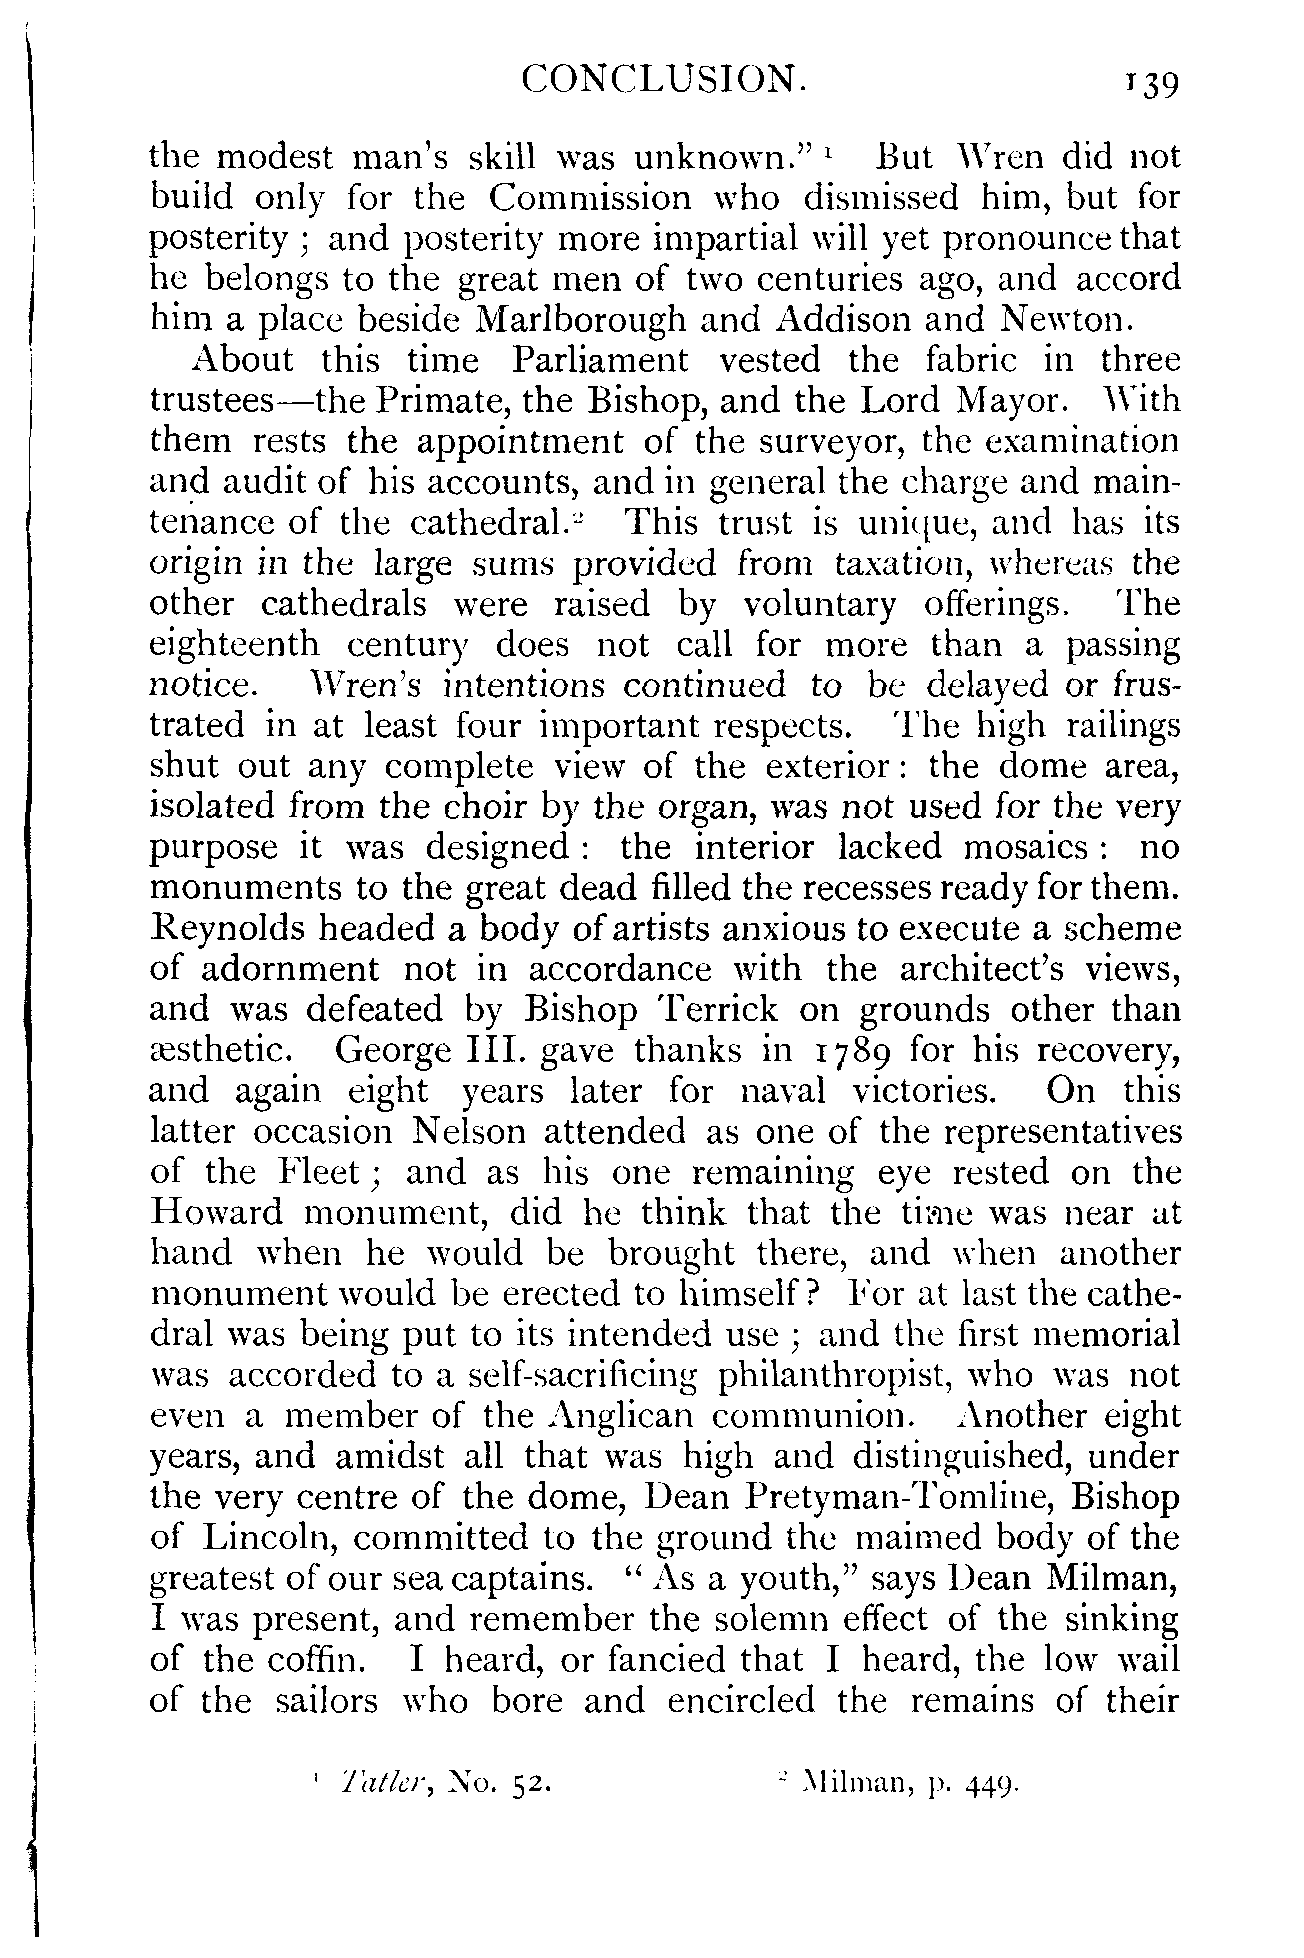 CONCLUSION. 139
the modest man's skill was unknown." ¹ But Wren did not
build only for the Commission who dismissed him, but for
posterity ; and posterity more impartial will yet pronounce that
he belongs to the great men of two centuries ago, and accord
him a place beside Marlborough and Addison and Newton.
About this time Parliament vested the fabric in three
trustees—the Primate, the Bishop, and the Lord Mayor. With
them rests the appointment of the surveyor, the examination
and audit of his accounts, and in general the charge and main-
tenance of the cathedral.² This trust is unique, and has its
origin in the large sums provided from taxation, whereas the
other cathedrals were raised by voluntary offerings. The
eighteenth century does not call for more than a passing
notice. Wren's intentions continued to be delayed or frus-
trated in at least four important respects. The high railings
shut out any complete view of the exterior : the dome area,
isolated from the choir by the organ, was not used for the very
purpose it was designed : the interior lacked mosaics : no
monuments to the great dead filled the recesses ready for them.
Reynolds headed a body of artists anxious to execute a scheme
of adornment not in accordance with the architect's views,
and was defeated by Bishop Terrick on grounds other than
æsthetic. George III. gave thanks in 1789 for his recovery,
and again eight years later for naval victories. On this
latter occasion Nelson attended as one of the representatives
of the Fleet ; and as his one remaining eye rested on the
Howard monument, did he think that the time was near at
hand when he would be brought there, and when another
monument would be erected to himself? For at last the cathe-
dral was being put to its intended use ; and the first memorial
was accorded to a self-sacrificing philanthropist, who was not
even a member of the Anglican communion. Another eight
years, and amidst all that was high and distinguished, under
the very centre of the dome, Dean Pretyman-Tomline, Bishop
of Lincoln, committed to the ground the maimed body of the
greatest of our sea captains. " As a youth," says Dean Milman,
I was present, and remember the solemn effect of the sinking
of the coffin. I heard, or fancied that I heard, the low wail
of the sailors who bore and encircled the remains of their
¹ Tatler, No. 52. ² Milman, p. 449.